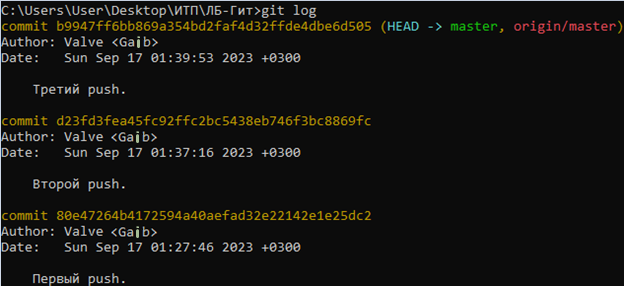 C:\Users\User\Desktop\ИТП\ЛБ-Гит>git log
commit b9947ff6bb869a354bd2faf4d32ffde4dbe6d505 (HEAD -> master, origin/master)
Author: Valve <Gaib>
Date:   Sun Sep 17 01:39:53 2023 +0300
Третий push.
commit d23fd3fea45fc92ffc2bc5438eb746f3bc8869fc
Author: Valve <Gaib>
Date:   Sun Sep 17 01:37:16 2023 +0300
Второй push.
commit 80e47264b4172594a40aefad32e22142e1e25dc2
Author: Valve <Gaib>
Date:   Sun Sep 17 01:27:46 2023 +0300
Первый push.